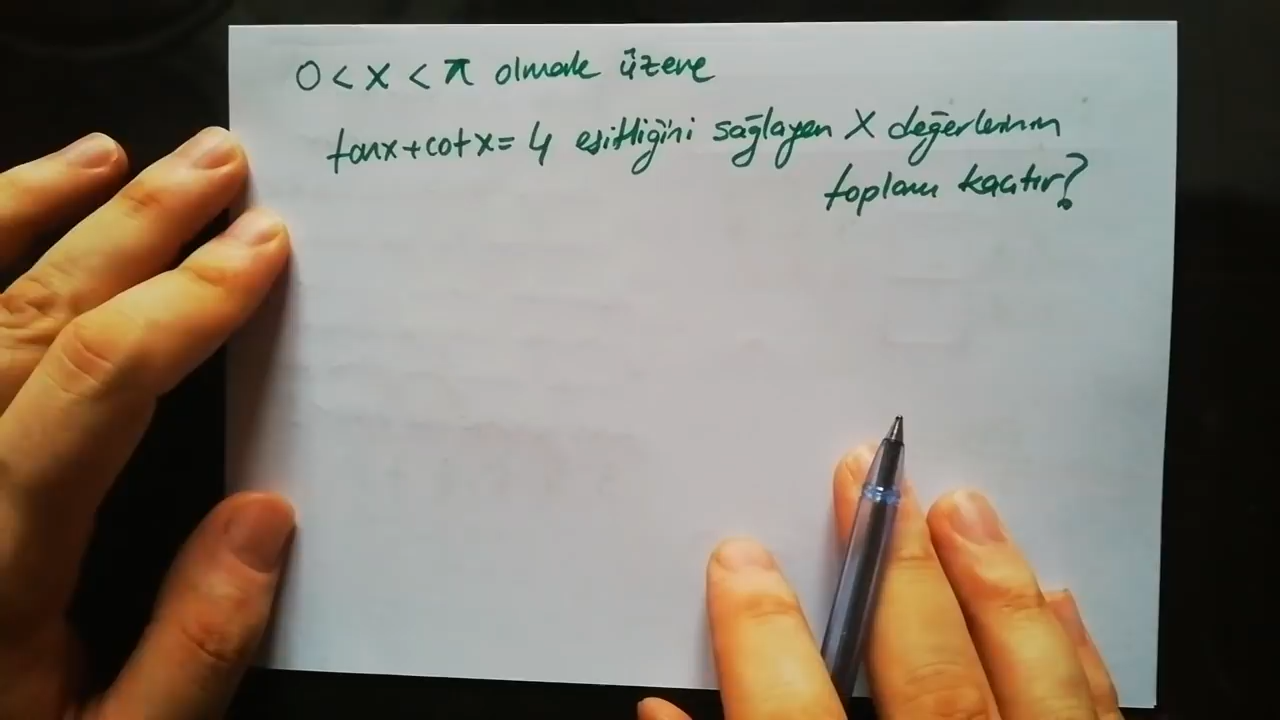 0 < x < π olmak üzere
tanx+cotx=4 eşitliğini sağlayan x değerlerinin
toplamı kaçtır?